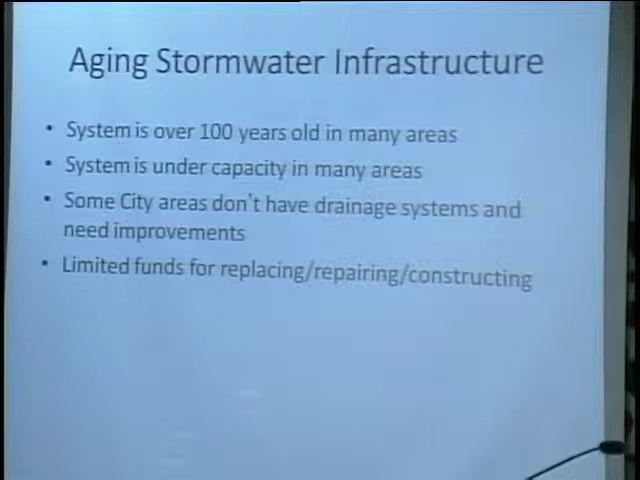 Aging Stormwater Infrastructure
• System is over 100 years old in many areas
• System is under capacity in many areas
• Some City areas don't have drainage systems and
need improvements
• Limited funds for replacing/repairing/constructing